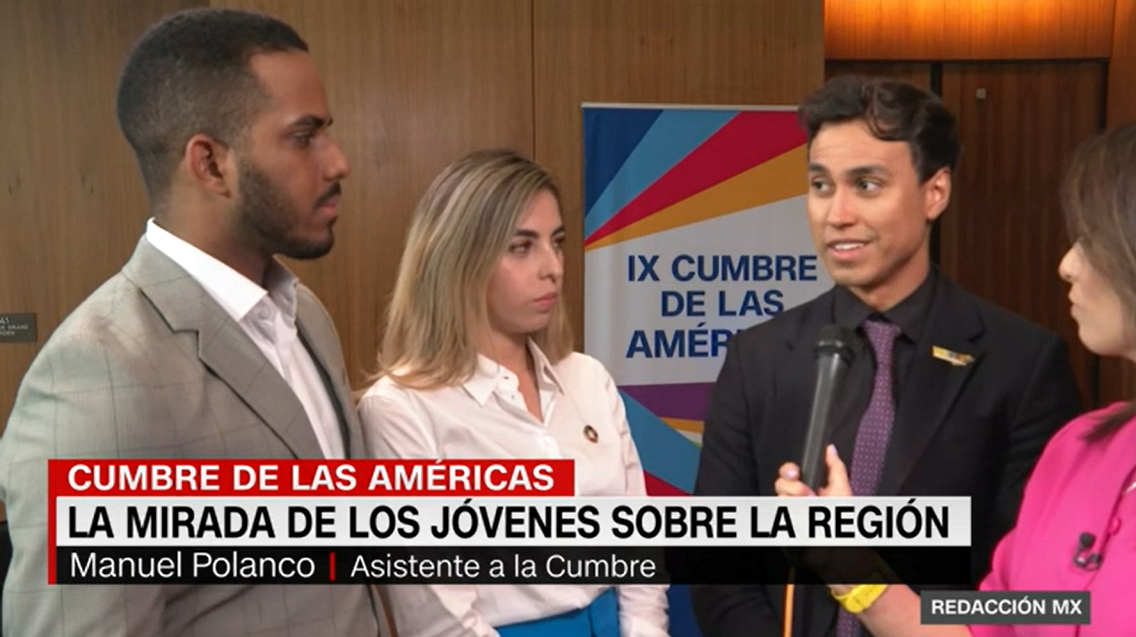 IX CUMBRE
DE LAS
CUMBRE DE LAS AMÉRICAS
LA MIRADA DE LOS JÓVENES SOBRE LA REGIÓN
Manuel Polanco | Asistente a la Cumbre
REDACCIÓN MX